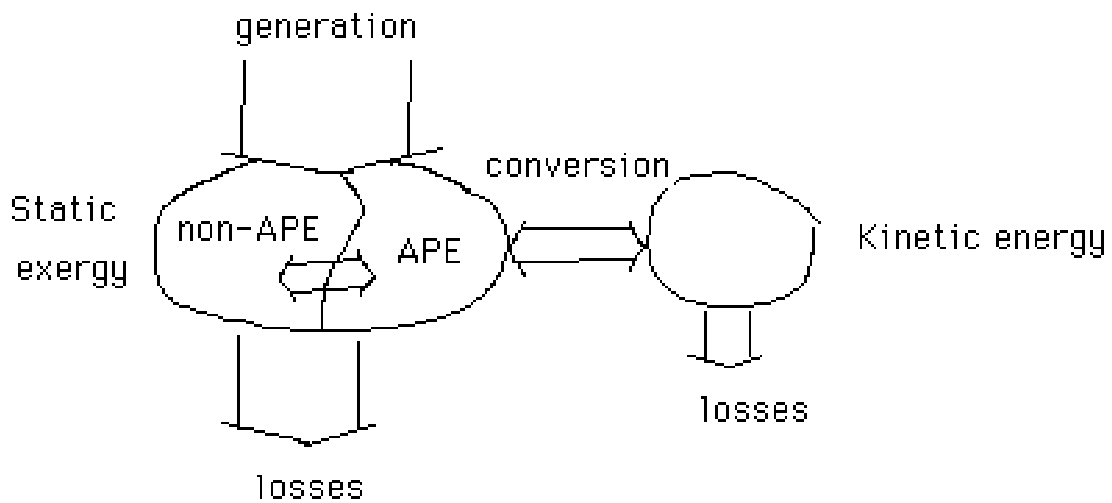 generation
conversion
Static
exergy
non-APE
APE
Kinetic energy
losses
losses